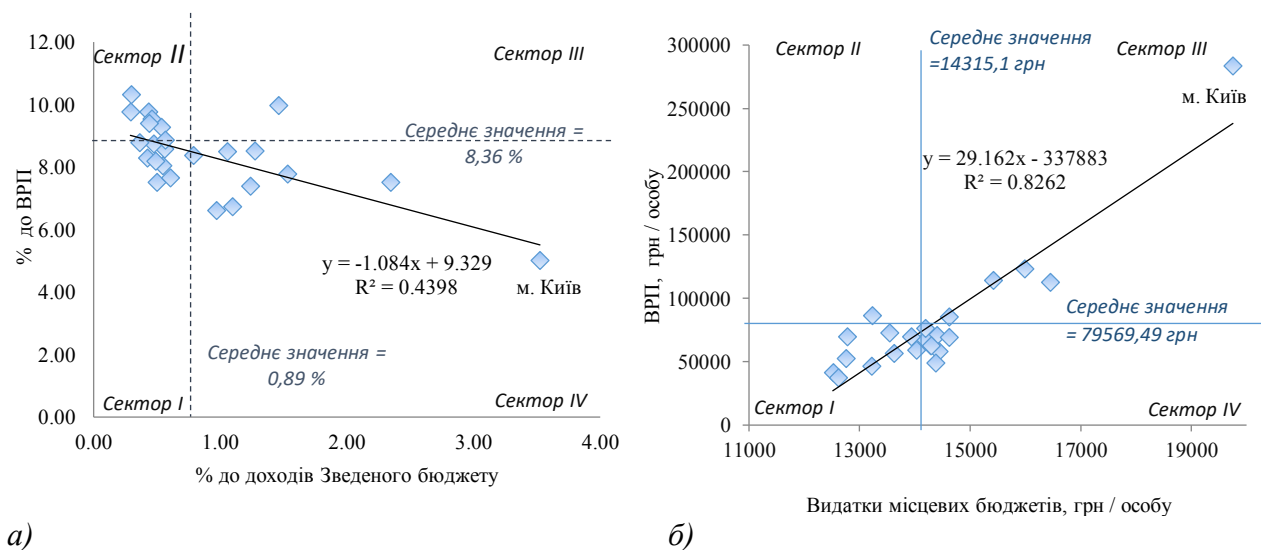 12.00
10.00
8.00
6.00
4.00
2.00
0.00
% до ВРП
Сектор II
Сектор III
Середнє значення =
8,36 %
y = -1.084x + 9.329
R² = 0.4398
м. Київ
Середнє значення =
0,89 %
Сектор I
Сектор IV
0.00 1.00 2.00 3.00 4.00
% до доходів Зведеного бюджету
а)
300000
250000
200000
150000
100000
50000
0
ВРП, грн / особу
Сектор II
Середнє значення
=14315,1 грн
Сектор III
м. Київ
y = 29.162x - 337883
R² = 0.8262
Середнє значення
= 79569,49 грн
Сектор I
Сектор IV
11000 13000 15000 17000 19000
Видатки місцевих бюджетів, грн / особу
б)